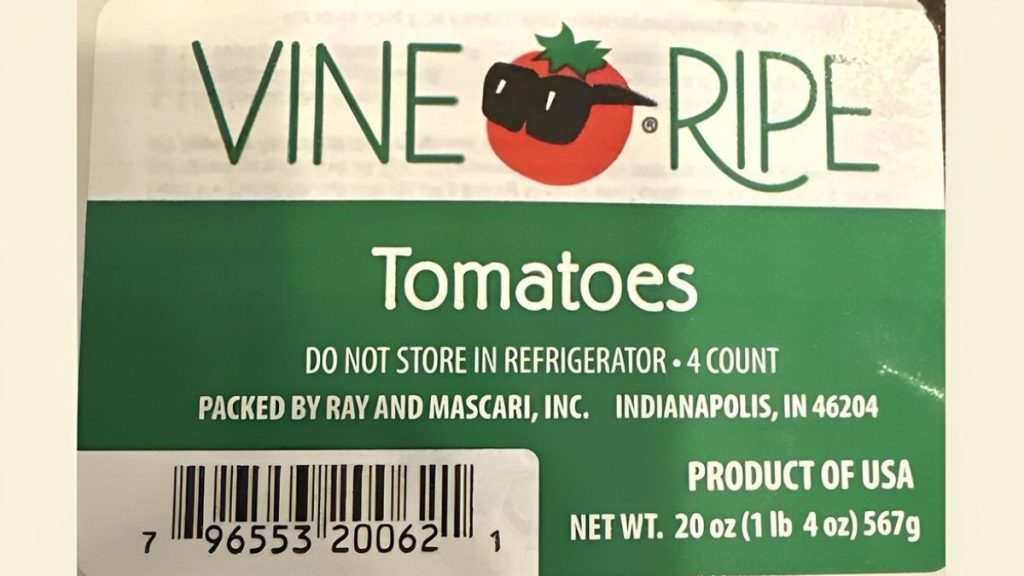 VINE ® RIPE
Tomatoes
DO NOT STORE IN REFRIGERATOR • 4 COUNT
PACKED BY RAY AND MASCARI, INC. INDIANAPOLIS, IN 46204
PRODUCT OF USA
NET WT. 20 oz (1 lb 4 oz) 567g
7 96553 20062 1